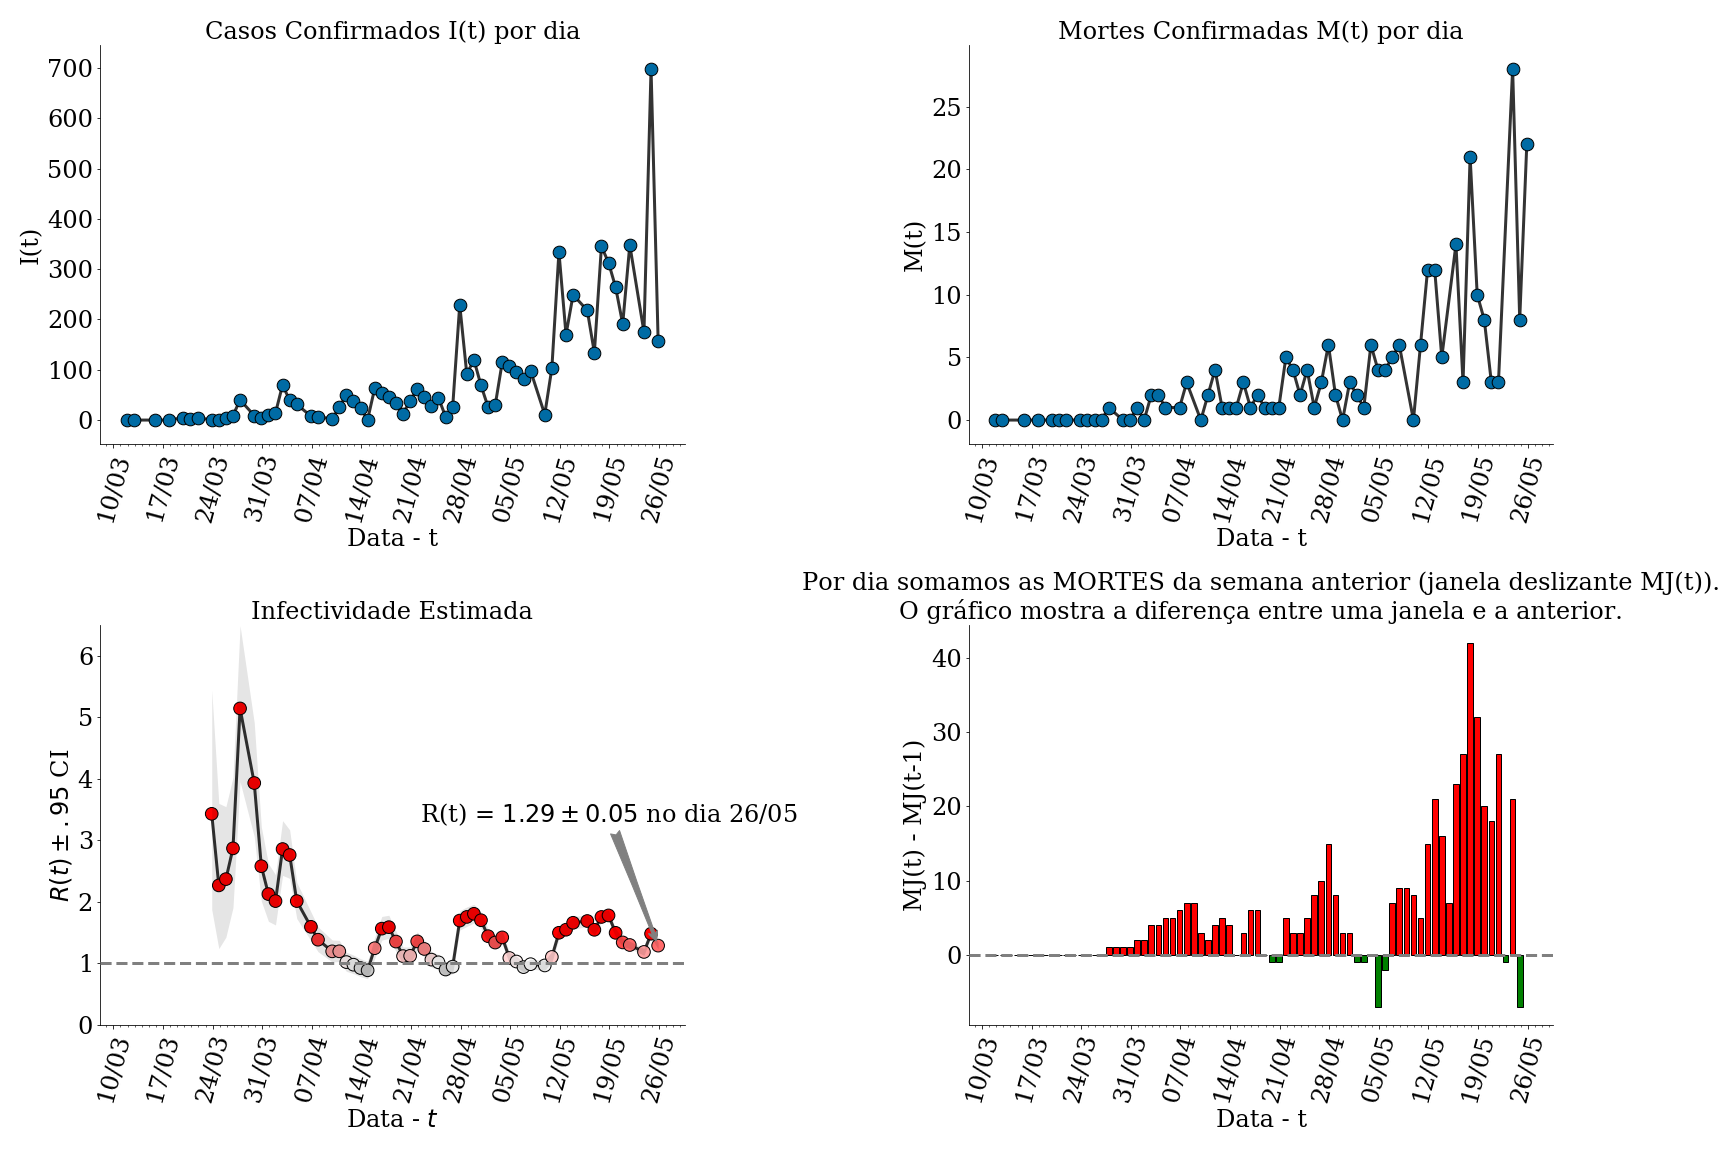 Casos Confirmados I(t) por dia
I(t)
700
600
500
400
300
200
100
0
10/03 17/03 24/03 31/03 07/04 14/04 21/04 28/04 05/05 12/05 19/05 26/05
Data - t
Mortes Confirmadas M(t) por dia
M(t)
25
20
15
10
5
0
10/03 17/03 24/03 31/03 07/04 14/04 21/04 28/04 05/05 12/05 19/05 26/05
Data - t
Infectividade Estimada
R(t) ± .95 CI
6
5
4
3
2
1
0
R(t) = 1.29 ± 0.05 no dia 26/05
10/03 17/03 24/03 31/03 07/04 14/04 21/04 28/04 05/05 12/05 19/05 26/05
Data - t
Por dia somamos as MORTES da semana anterior (janela deslizante MJ(t)).
O gráfico mostra a diferença entre uma janela e a anterior.
MJ(t) - MJ(t-1)
40
30
20
10
0
10/03 17/03 24/03 31/03 07/04 14/04 21/04 28/04 05/05 12/05 19/05 26/05
Data - t